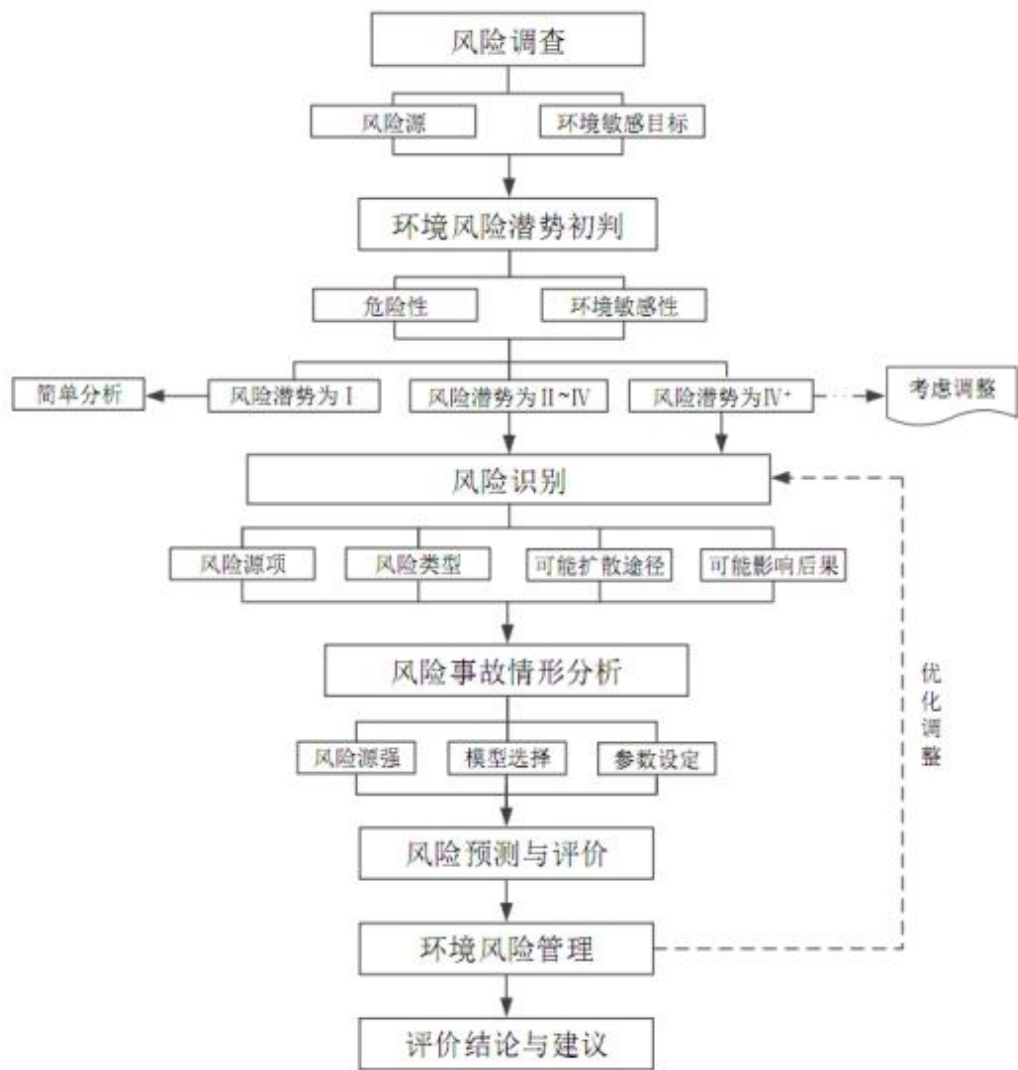 风险调查
风险源
环境敏感目标
环境风险潜势初判
危险性
环境敏感性
简单分析
风险潜势为Ⅰ
风险潜势为Ⅱ~Ⅳ
风险潜势为Ⅳ⁺
考虑调整
风险识别
风险源项
风险类型
可能扩散途径
可能影响后果
风险事故情形分析
风险源强
模型选择
参数设定
优化调整
风险预测与评价
环境风险管理
评价结论与建议